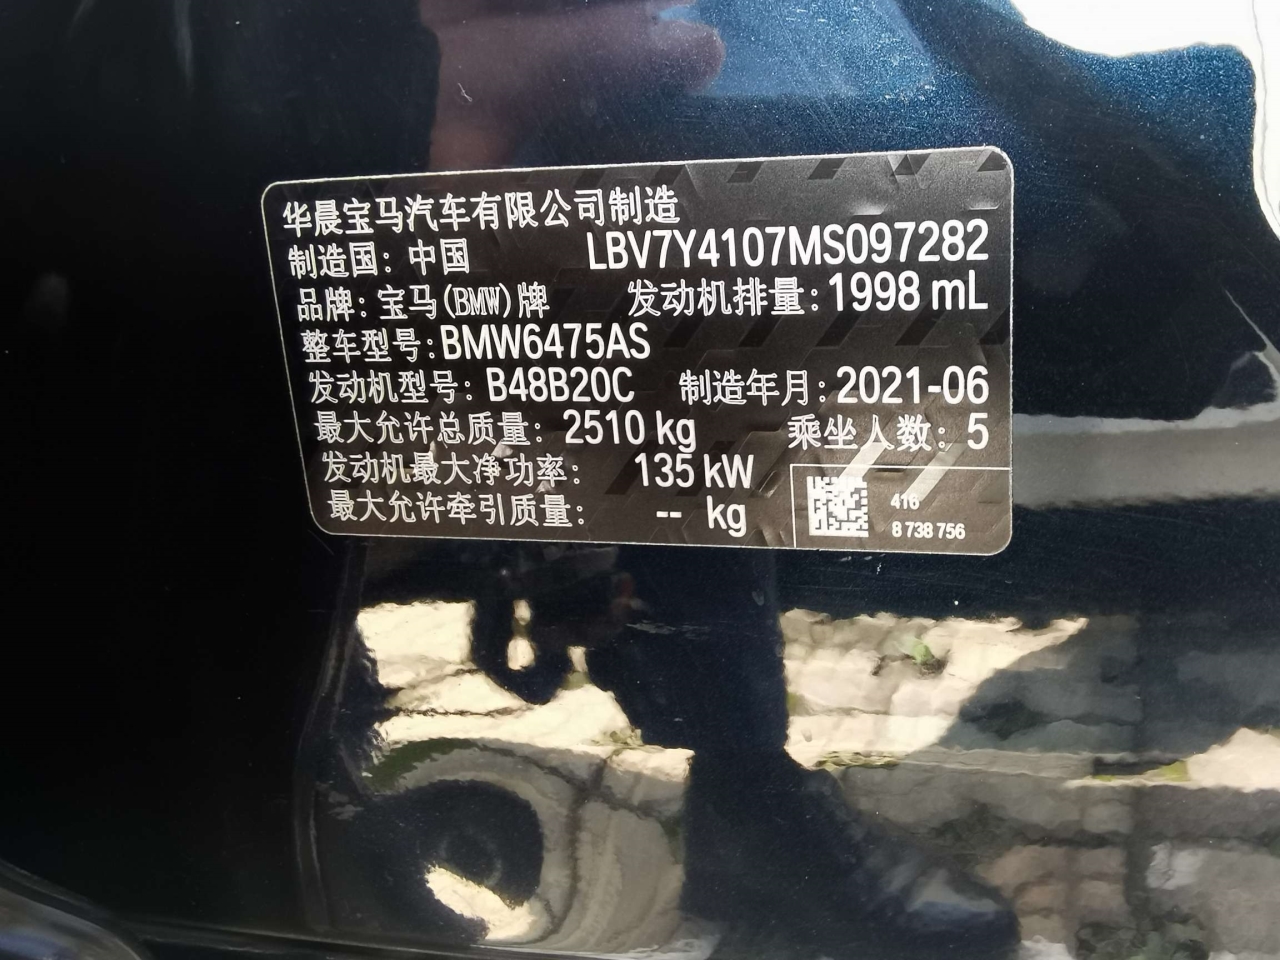 华晨宝马汽车有限公司制造
制造国：中国 LBV7Y4107MS097282
品牌：宝马(BMW)牌 发动机排量：1998 mL
整车型号：BMW6475AS
发动机型号：B48B20C 制造年月：2021-06
最大允许总质量：2510 kg 乘坐人数：5
发动机最大净功率：135 kW
最大允许牵引质量：-- kg
416
8 738 756